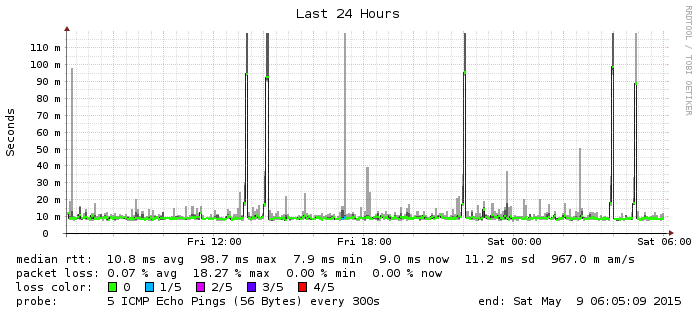 Last 24 Hours
RRDTOOL / TOBI OETIKER
Seconds
110 m
100 m
90 m
80 m
70 m
60 m
50 m
40 m
30 m
20 m
10 m
0
Fri 12:00 Fri 18:00 Sat 00:00 Sat 06:00
median rtt: 10.8 ms avg 98.7 ms max 7.9 ms min 9.0 ms now 11.2 ms sd 967.0 m am/s
packet loss: 0.07 % avg 18.27 % max 0.00 % min 0.00 % now
loss color: 0 1/5 2/5 3/5 4/5
probe: 5 ICMP Echo Pings (56 Bytes) every 300s end: Sat May 9 06:05:09 2015